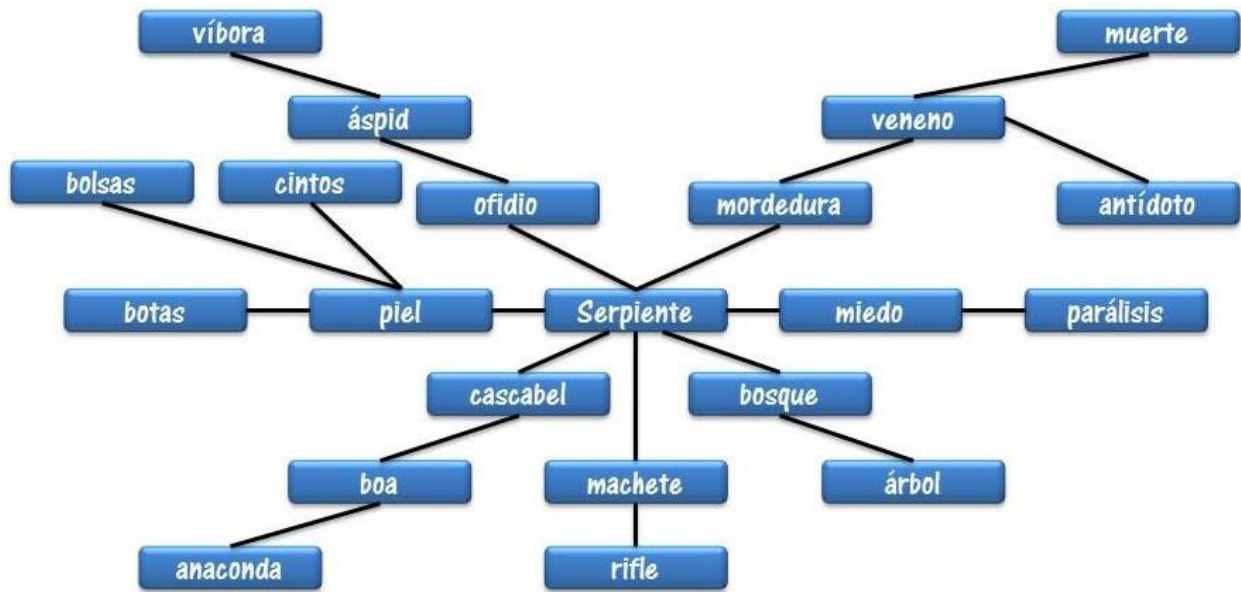 víbora
muerte
áspid
veneno
bolsas
cintos
ofidio
mordedura
antídoto
botas
piel
Serpiente
miedo
parálisis
cascabel
bosque
boa
machete
árbol
anaconda
rifle